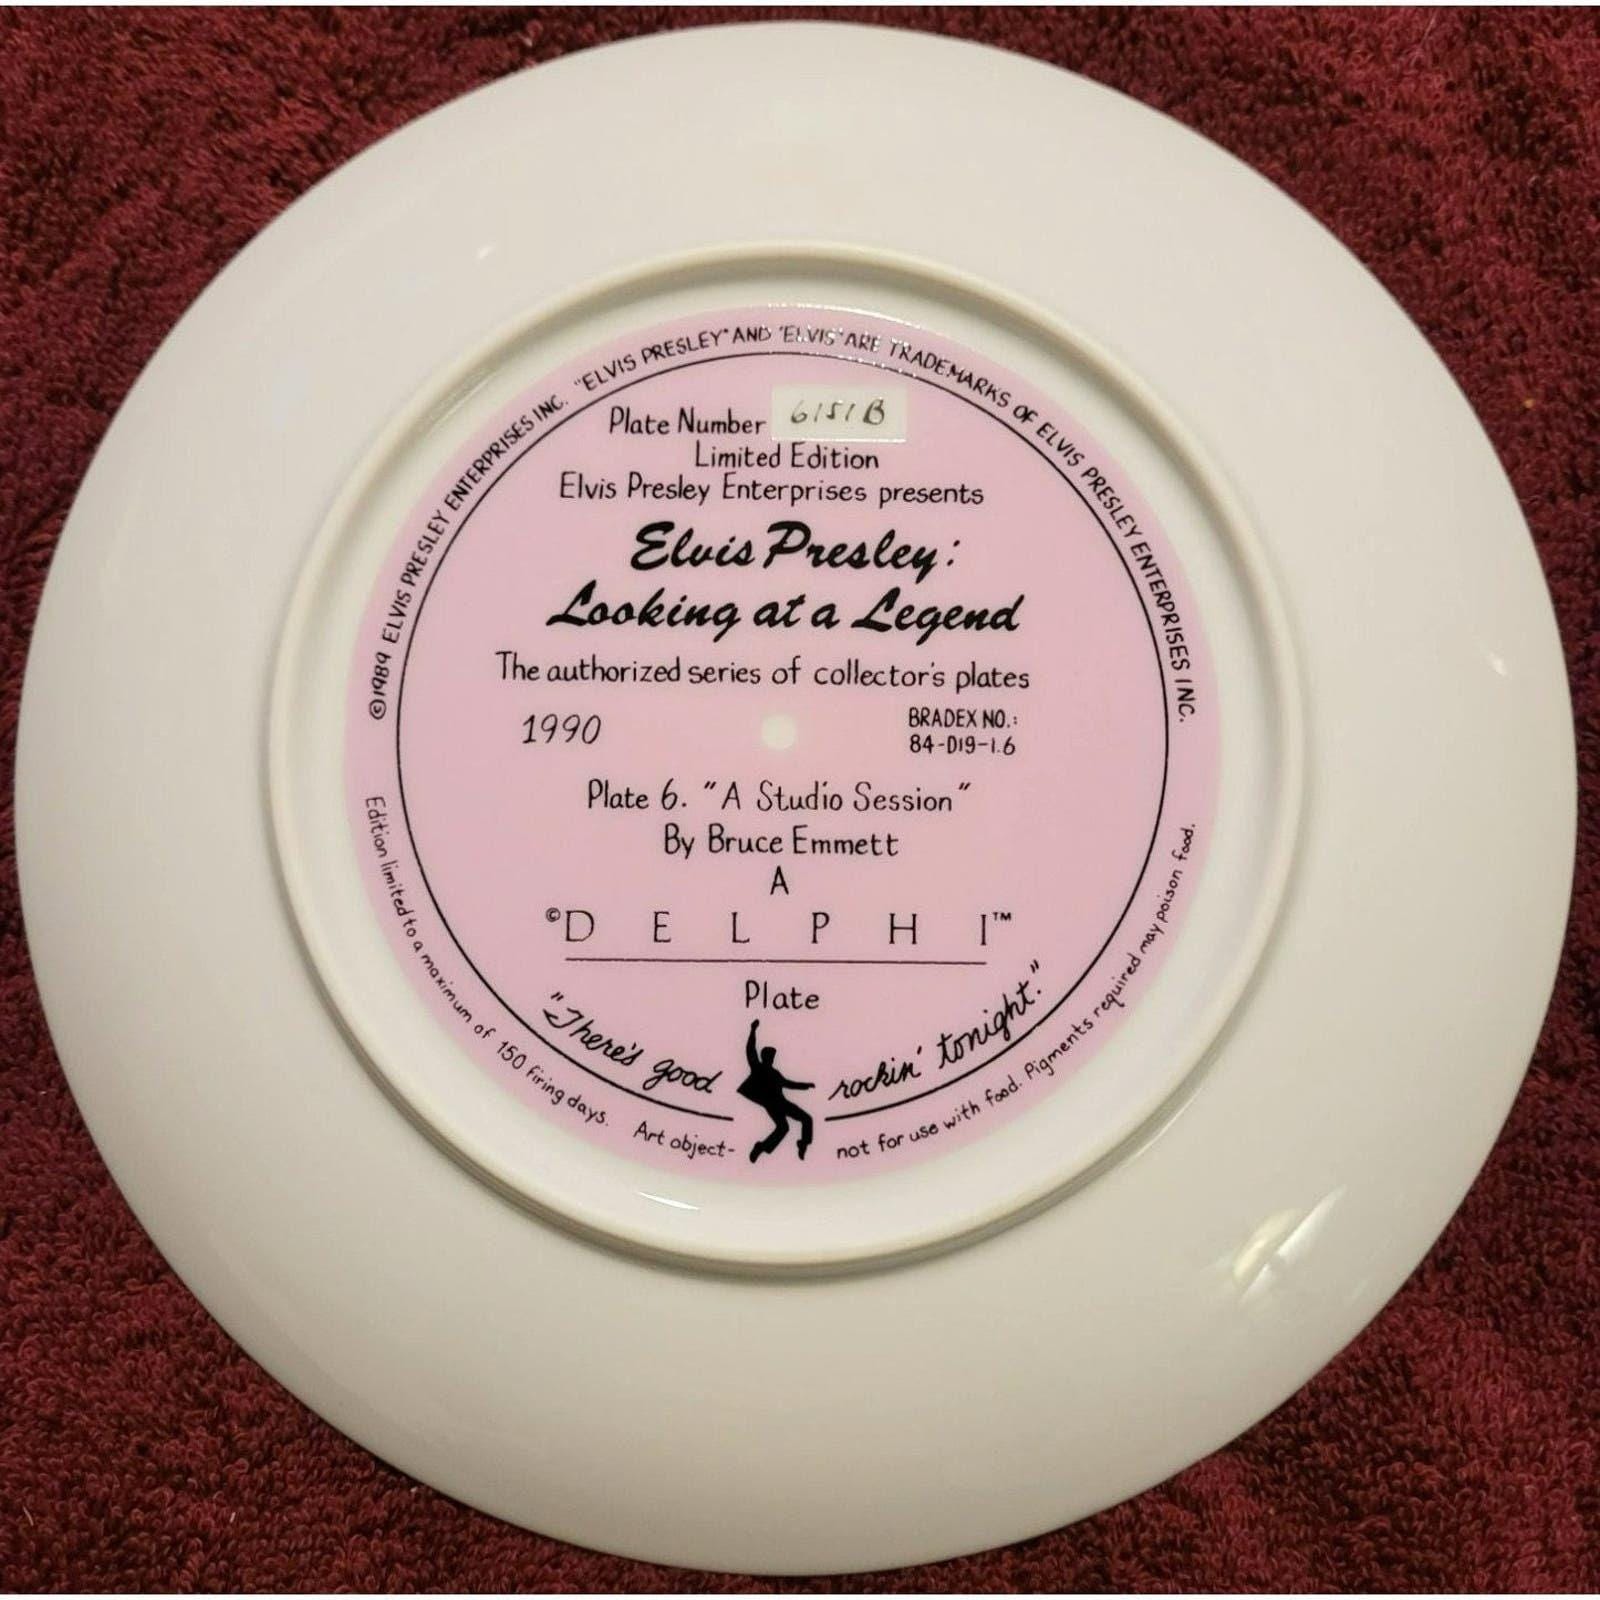 ©1989 ELVIS PRESLEY ENTERPRISES INC. "ELVIS PRESLEY" AND "ELVIS" ARE TRADEMARKS OF ELVIS PRESLEY ENTERPRISES INC.
Plate Number 6151B
Limited Edition
Elvis Presley Enterprises presents
Elvis Presley:
Looking at a Legend
The authorized series of collector's plates
1990
BRADEX NO.:
84-D19-1.6
Plate 6. "A Studio Session"
By Bruce Emmett
A
©DELPHI™
Plate
"There's good rockin' tonight."
Edition limited to a maximum of 150 firing days. Art object- not for use with food. Pigments required may poison food.